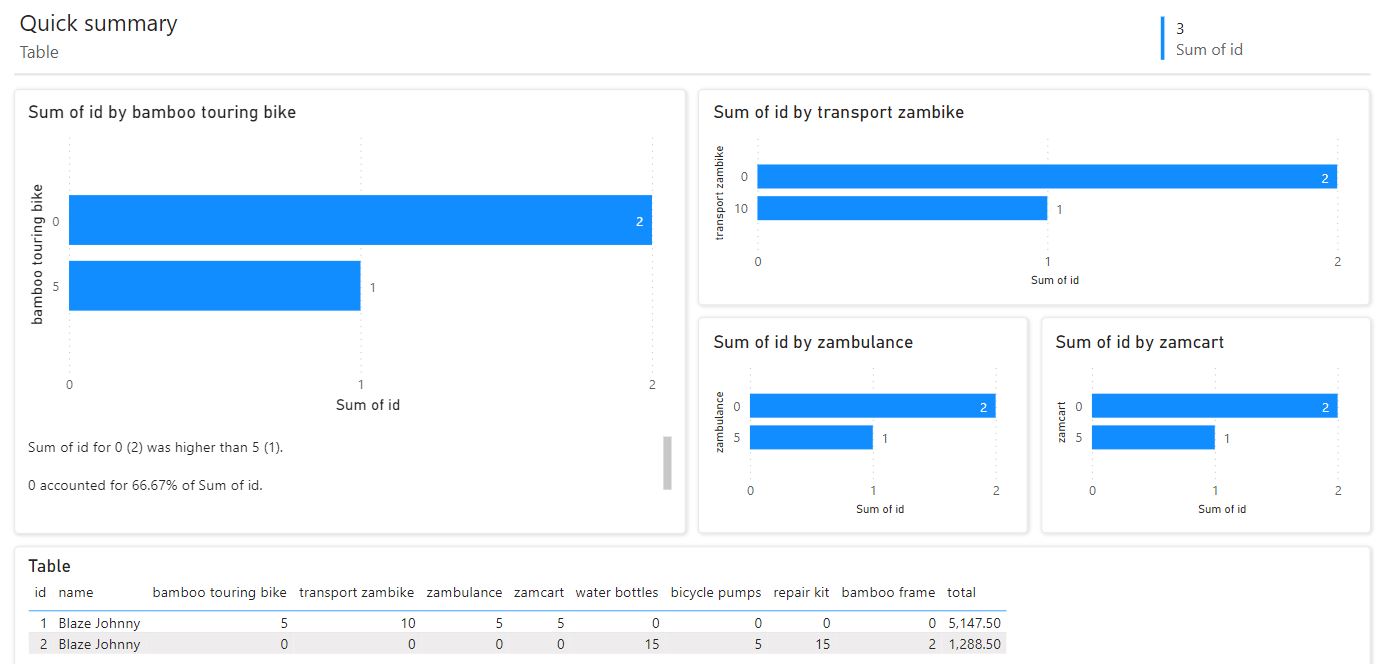 Quick summary
Table
3
Sum of id
Sum of id by bamboo touring bike
bamboo touring bike
0
2
5
1
0 1 2
Sum of id
Sum of id for 0 (2) was higher than 5 (1).
0 accounted for 66.67% of Sum of id.
Sum of id by transport zambike
transport zambike
0
2
10
1
0 1 2
Sum of id
Sum of id by zambulance
zambulance
0
2
5
1
0 1 2
Sum of id
Sum of id by zamcart
zamcart
0
2
5
1
0 1 2
Sum of id
Table
id name bamboo touring bike transport zambike zambulance zamcart water bottles bicycle pumps repair kit bamboo frame total
1 Blaze Johnny 5 10 5 5 0 0 0 0 5,147.50
2 Blaze Johnny 0 0 0 0 15 5 15 2 1,288.50